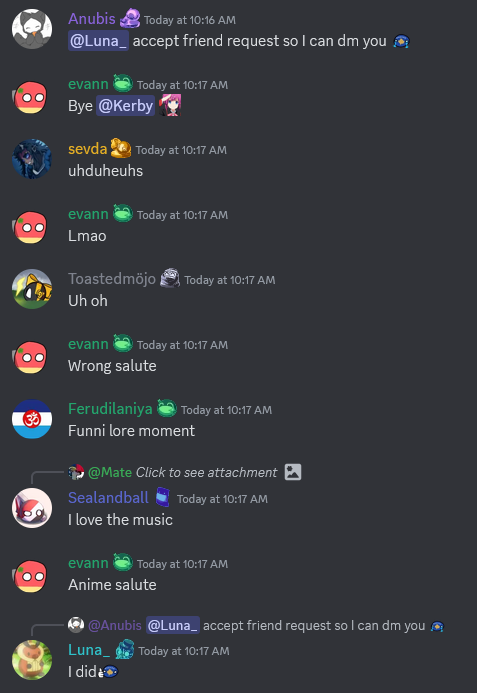 Anubis Today at 10:16 AM
@Luna_ accept friend request so I can dm you
evann Today at 10:17 AM
Bye @Kerby
sevda Today at 10:17 AM
uhduheuhs
evann Today at 10:17 AM
Lmao
Toastedmöjo Today at 10:17 AM
Uh oh
evann Today at 10:17 AM
Wrong salute
Ferudilaniya Today at 10:17 AM
ॐ
Funni lore moment
@Mate Click to see attachment
Sealandball Today at 10:17 AM
I love the music
evann Today at 10:17 AM
Anime salute
@Anubis @Luna_ accept friend request so I can dm you
Luna_ Today at 10:17 AM
I did